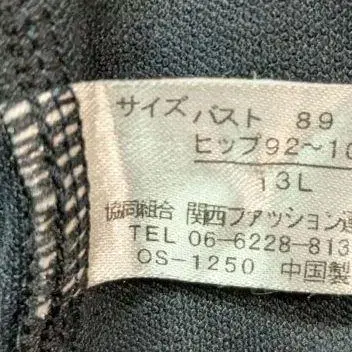 サイズ バスト 89
ヒップ92～10
13L
協同組合 関西ファッション連
TEL 06-6228-813
OS-1250 中国製